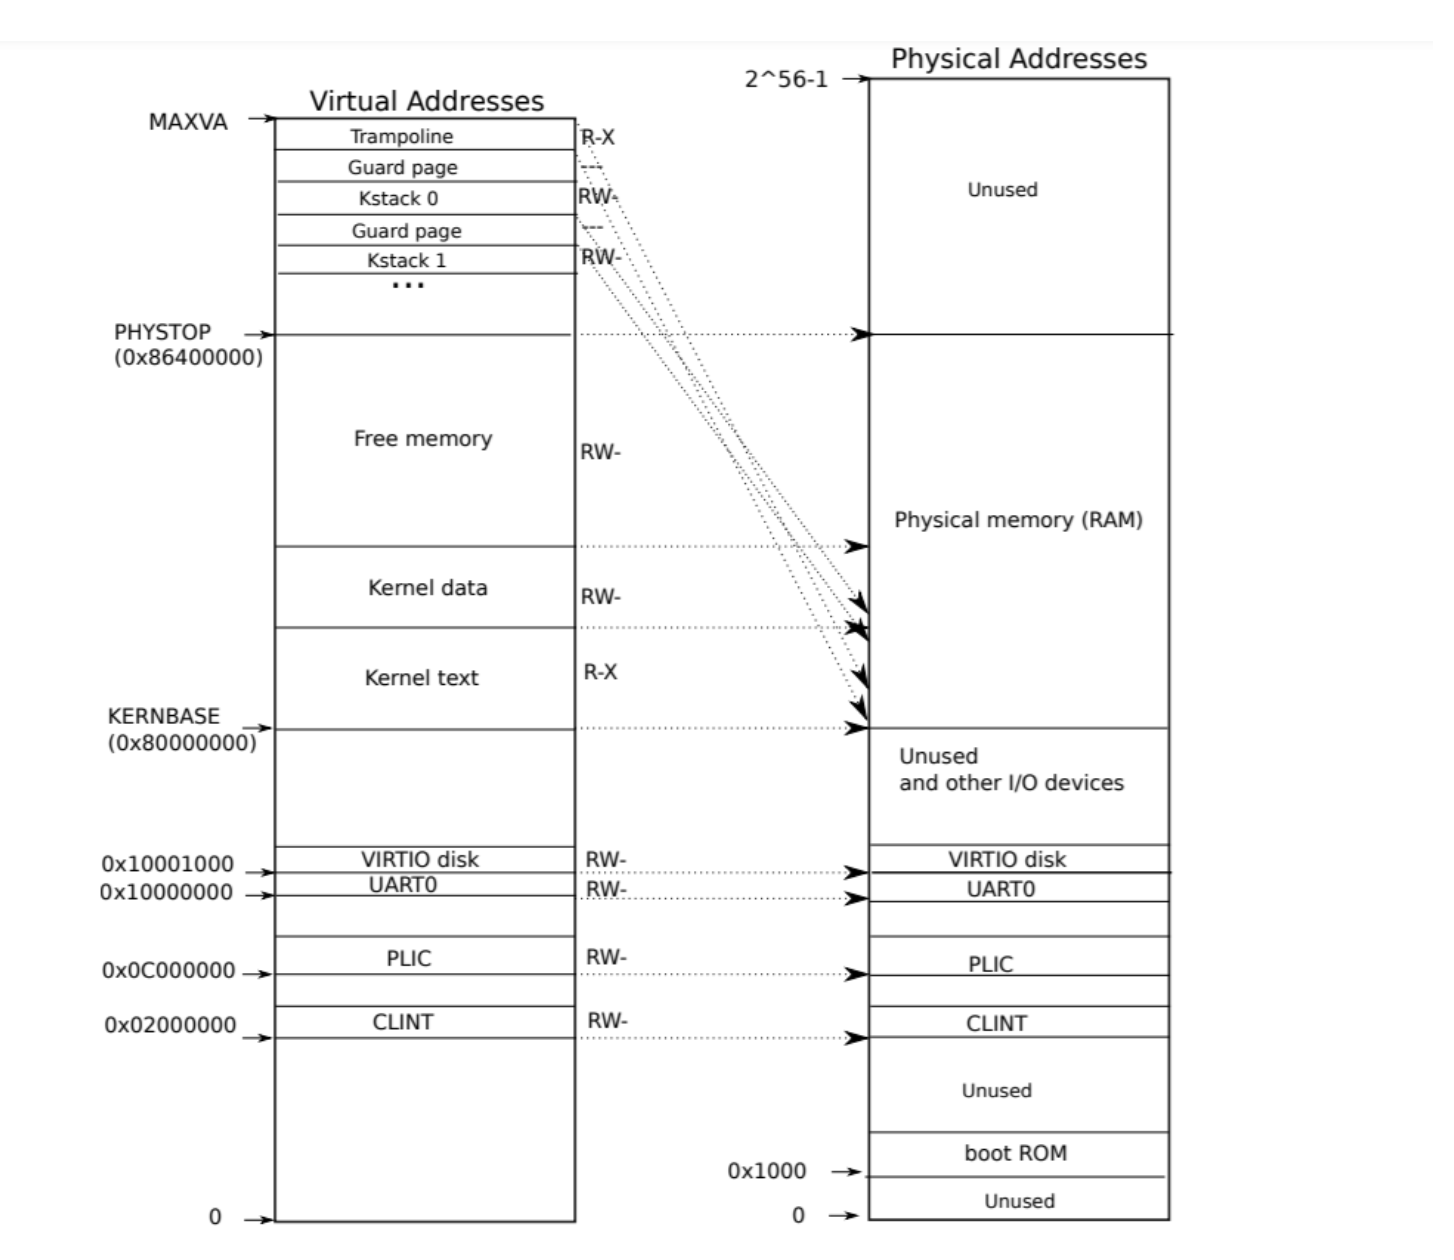 Physical Addresses
2^56-1
Virtual Addresses
MAXVA
Trampoline
R-X
Guard page
---
Kstack 0
RW-
Guard page
---
Kstack 1
RW-
...
Unused
PHYSTOP
(0x86400000)
Free memory
RW-
Physical memory (RAM)
Kernel data
RW-
Kernel text
R-X
KERNBASE
(0x80000000)
Unused
and other I/O devices
0x10001000
VIRTIO disk
RW-
VIRTIO disk
0x10000000
UART0
RW-
UART0
0x0C000000
PLIC
RW-
PLIC
0x02000000
CLINT
RW-
CLINT
Unused
boot ROM
0x1000
Unused
0
0